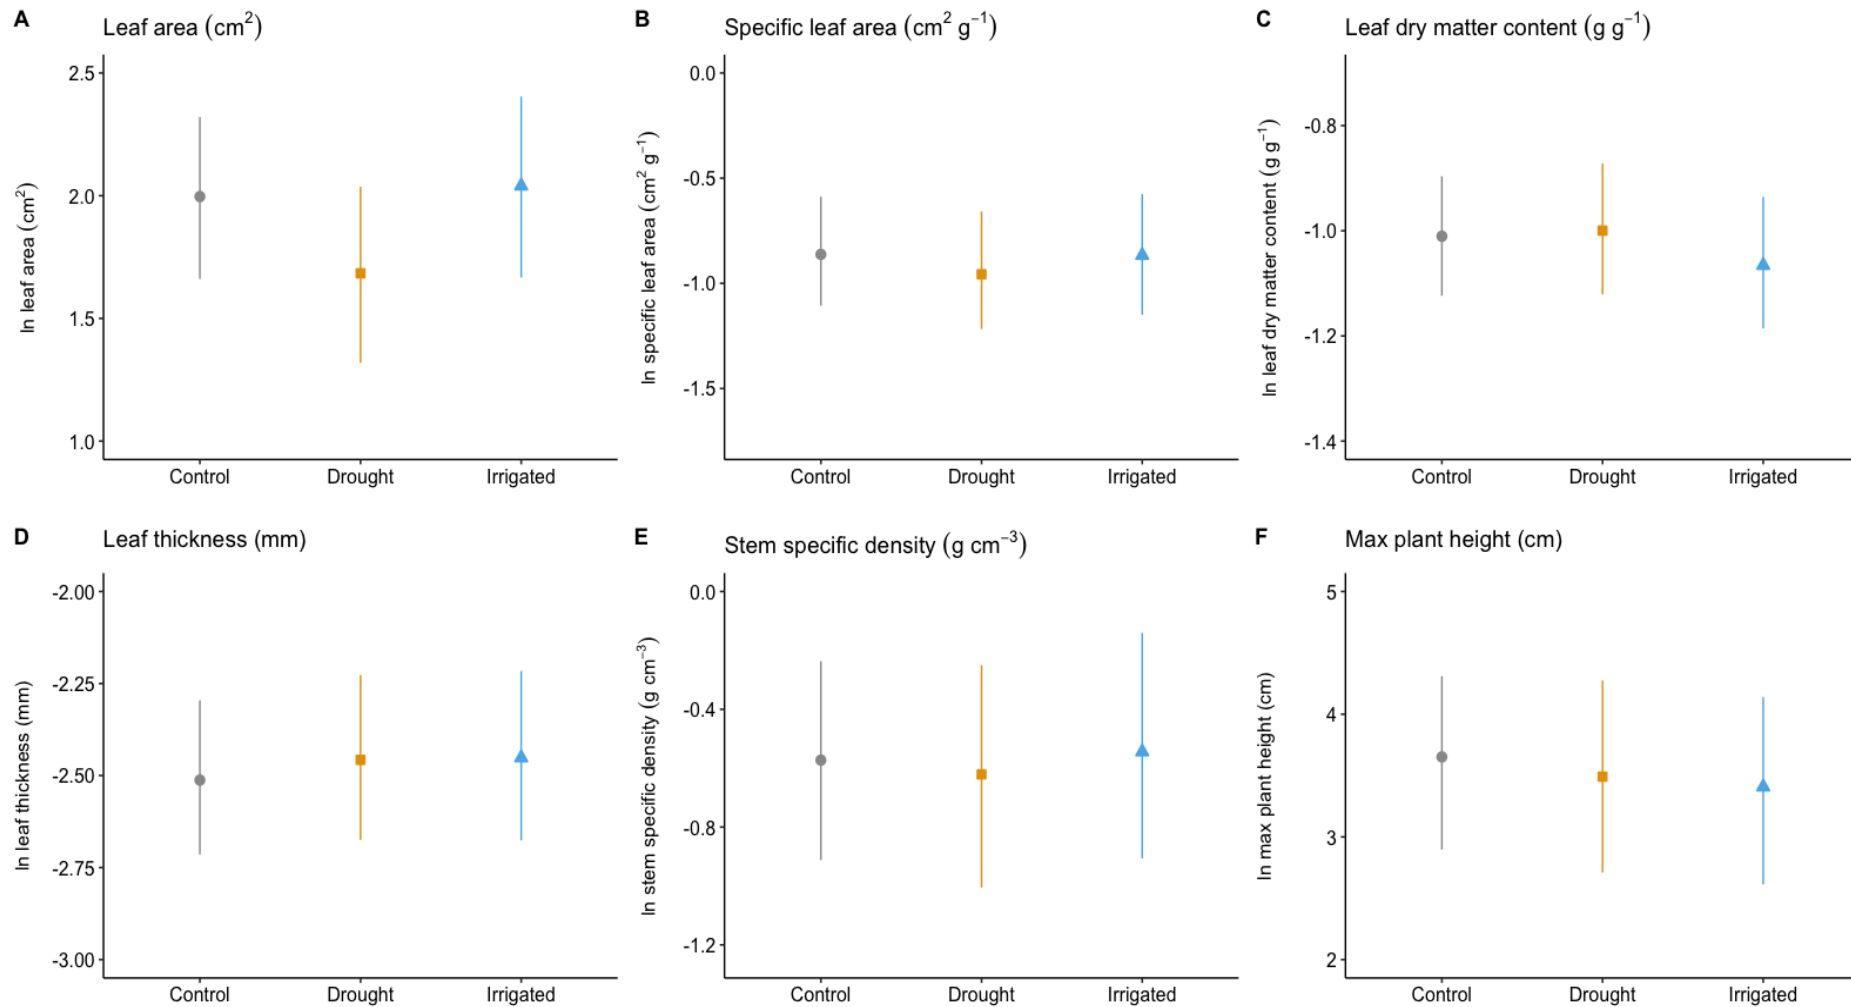 A Leaf area (cm²)
ln leaf area (cm²)
2.5
2.0
1.5
1.0
Control Drought Irrigated
B Specific leaf area (cm² g⁻¹)
ln specific leaf area (cm² g⁻¹)
0.0
-0.5
-1.0
-1.5
Control Drought Irrigated
C Leaf dry matter content (g g⁻¹)
ln leaf dry matter content (g g⁻¹)
-0.8
-1.0
-1.2
-1.4
Control Drought Irrigated
D Leaf thickness (mm)
ln leaf thickness (mm)
-2.00
-2.25
-2.50
-2.75
-3.00
Control Drought Irrigated
E Stem specific density (g cm⁻³)
ln stem specific density (g cm⁻³)
0.0
-0.4
-0.8
-1.2
Control Drought Irrigated
F Max plant height (cm)
ln max plant height (cm)
5
4
3
2
Control Drought Irrigated